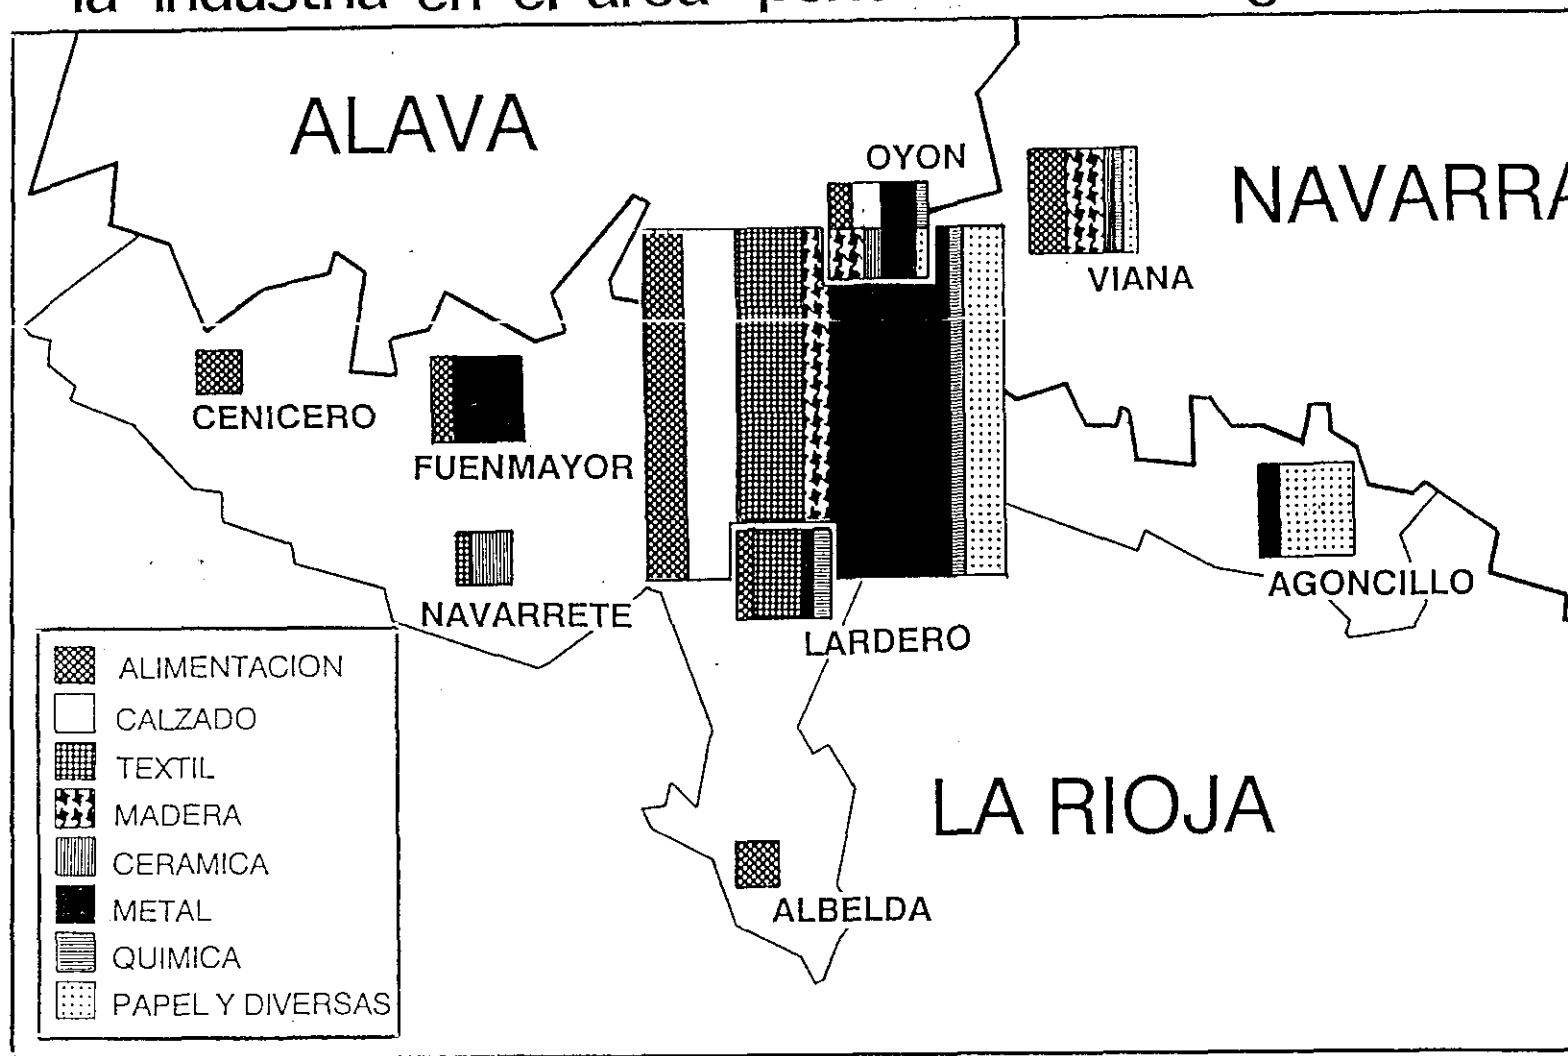 la industria en el área
ALAVA
OYON
NAVARRA
VIANA
CENICERO
FUENMAYOR
AGONCILLO
NAVARRETE
LARDERO
LA RIOJA
ALBELDA
ALIMENTACION
CALZADO
TEXTIL
MADERA
CERAMICA
METAL
QUIMICA
PAPEL Y DIVERSAS